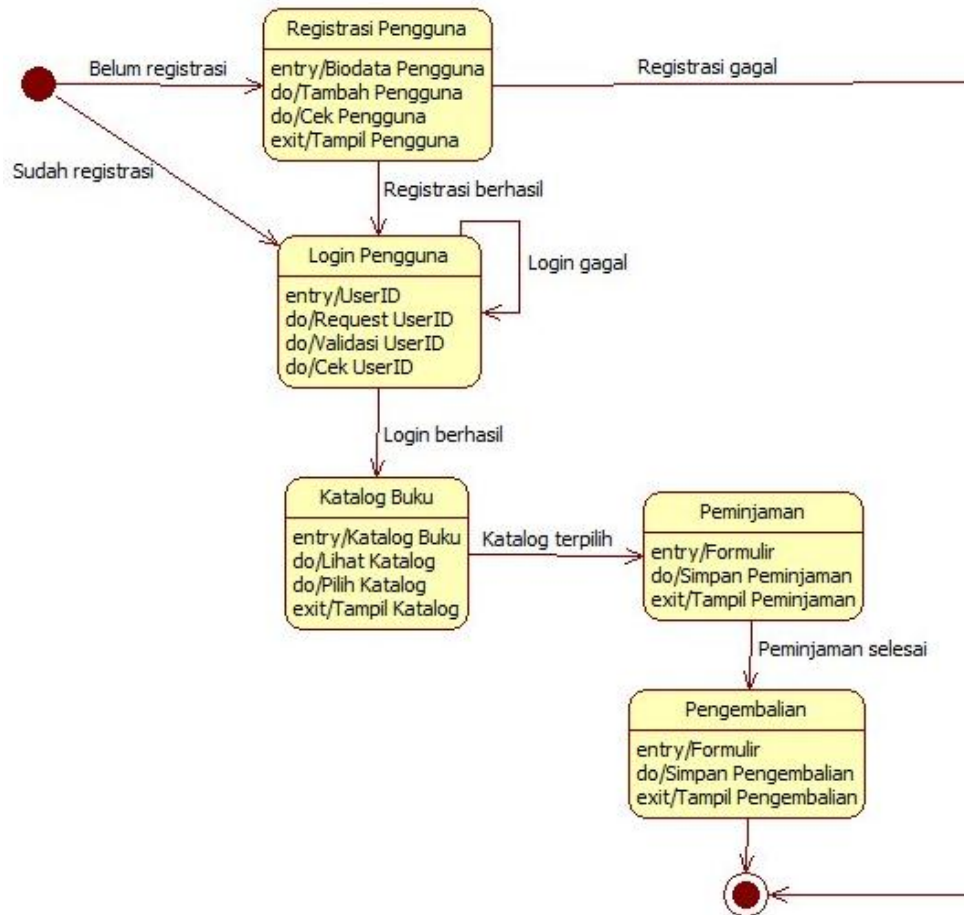 Registrasi Pengguna
entry/Biodata Pengguna
do/Tambah Pengguna
do/Cek Pengguna
exit/Tampil Pengguna
Belum registrasi
Registrasi gagal
Sudah registrasi
Registrasi berhasil
Login Pengguna
entry/UserID
do/Request UserID
do/Validasi UserID
do/Cek UserID
Login gagal
Login berhasil
Katalog Buku
entry/Katalog Buku
do/Lihat Katalog
do/Pilih Katalog
exit/Tampil Katalog
Katalog terpilih
Peminjaman
entry/Formulir
do/Simpan Peminjaman
exit/Tampil Peminjaman
Peminjaman selesai
Pengembalian
entry/Formulir
do/Simpan Pengembalian
exit/Tampil Pengembalian